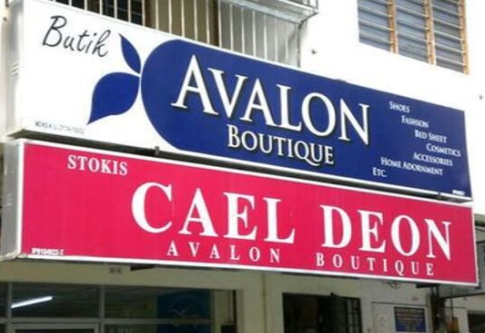 Butik
AVALON
BOUTIQUE
SHOES
FASHION
BED SHEET
COSMETICS
ACCESSORIES
HOME ADORNMENT
ETC.
STOKIS
CAEL DEON
AVALON BOUTIQUE